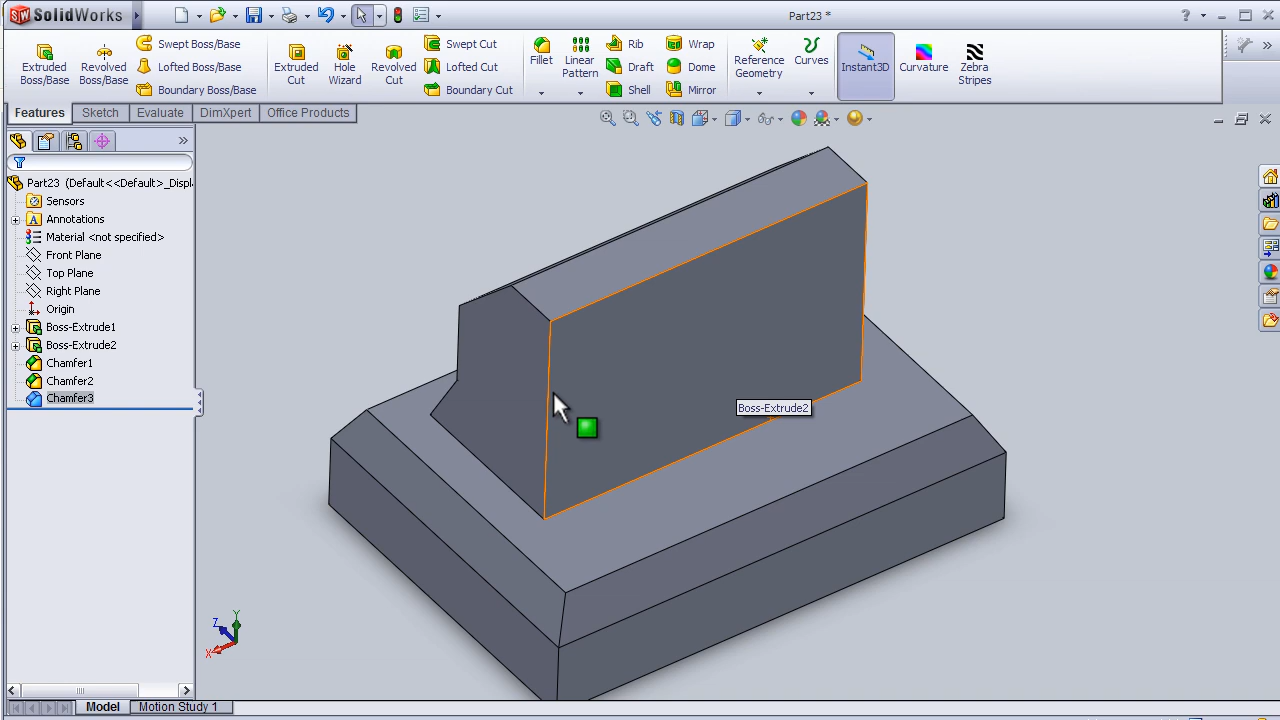 SolidWorks
Part23 *
Extruded Boss/Base
Revolved Boss/Base
Swept Boss/Base
Lofted Boss/Base
Boundary Boss/Base
Extruded Cut
Hole Wizard
Revolved Cut
Swept Cut
Lofted Cut
Boundary Cut
Fillet
Linear Pattern
Rib
Draft
Shell
Wrap
Dome
Mirror
Reference Geometry
Curves
Instant3D
Curvature
Zebra Stripes
Features
Sketch
Evaluate
DimXpert
Office Products
Part23 (Default<<Default>_Displ
Sensors
Annotations
Material <not specified>
Front Plane
Top Plane
Right Plane
Origin
Boss-Extrude1
Boss-Extrude2
Chamfer1
Chamfer2
Chamfer3
Boss-Extrude2
Y
Z
X
Model
Motion Study 1